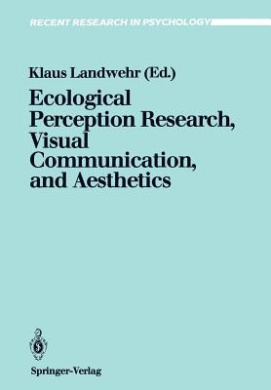 RECENT RESEARCH IN PSYCHOLOGY
Klaus Landwehr (Ed.)
Ecological
Perception Research,
Visual
Communication,
and Aesthetics
Springer-Verlag